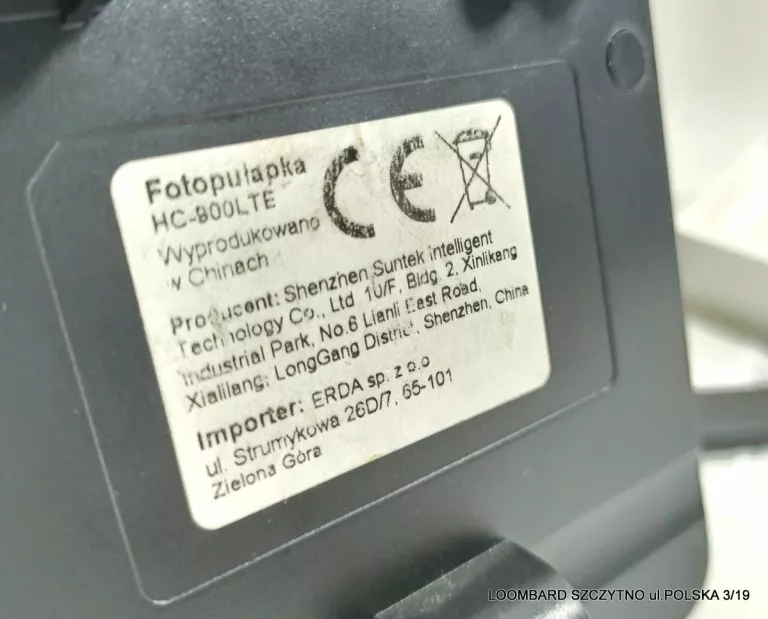 Fotopułapka
HC-800LTE
Wyprodukowano
w Chinach
CE
Producent: Shenzhen Suntek intelligent
Technology Co., Ltd 10/F, Bldg. 2, Xinlikang
Industrial Park, No.6 Lianli East Road,
Xialilang, LongGang District, Shenzhen, China
Importer: ERDA sp. z o.o
ul. Strumykowa 26D/7, 65-101
Zielona Góra
LOOMBARD SZCZYTNO ul.POLSKA 3/19